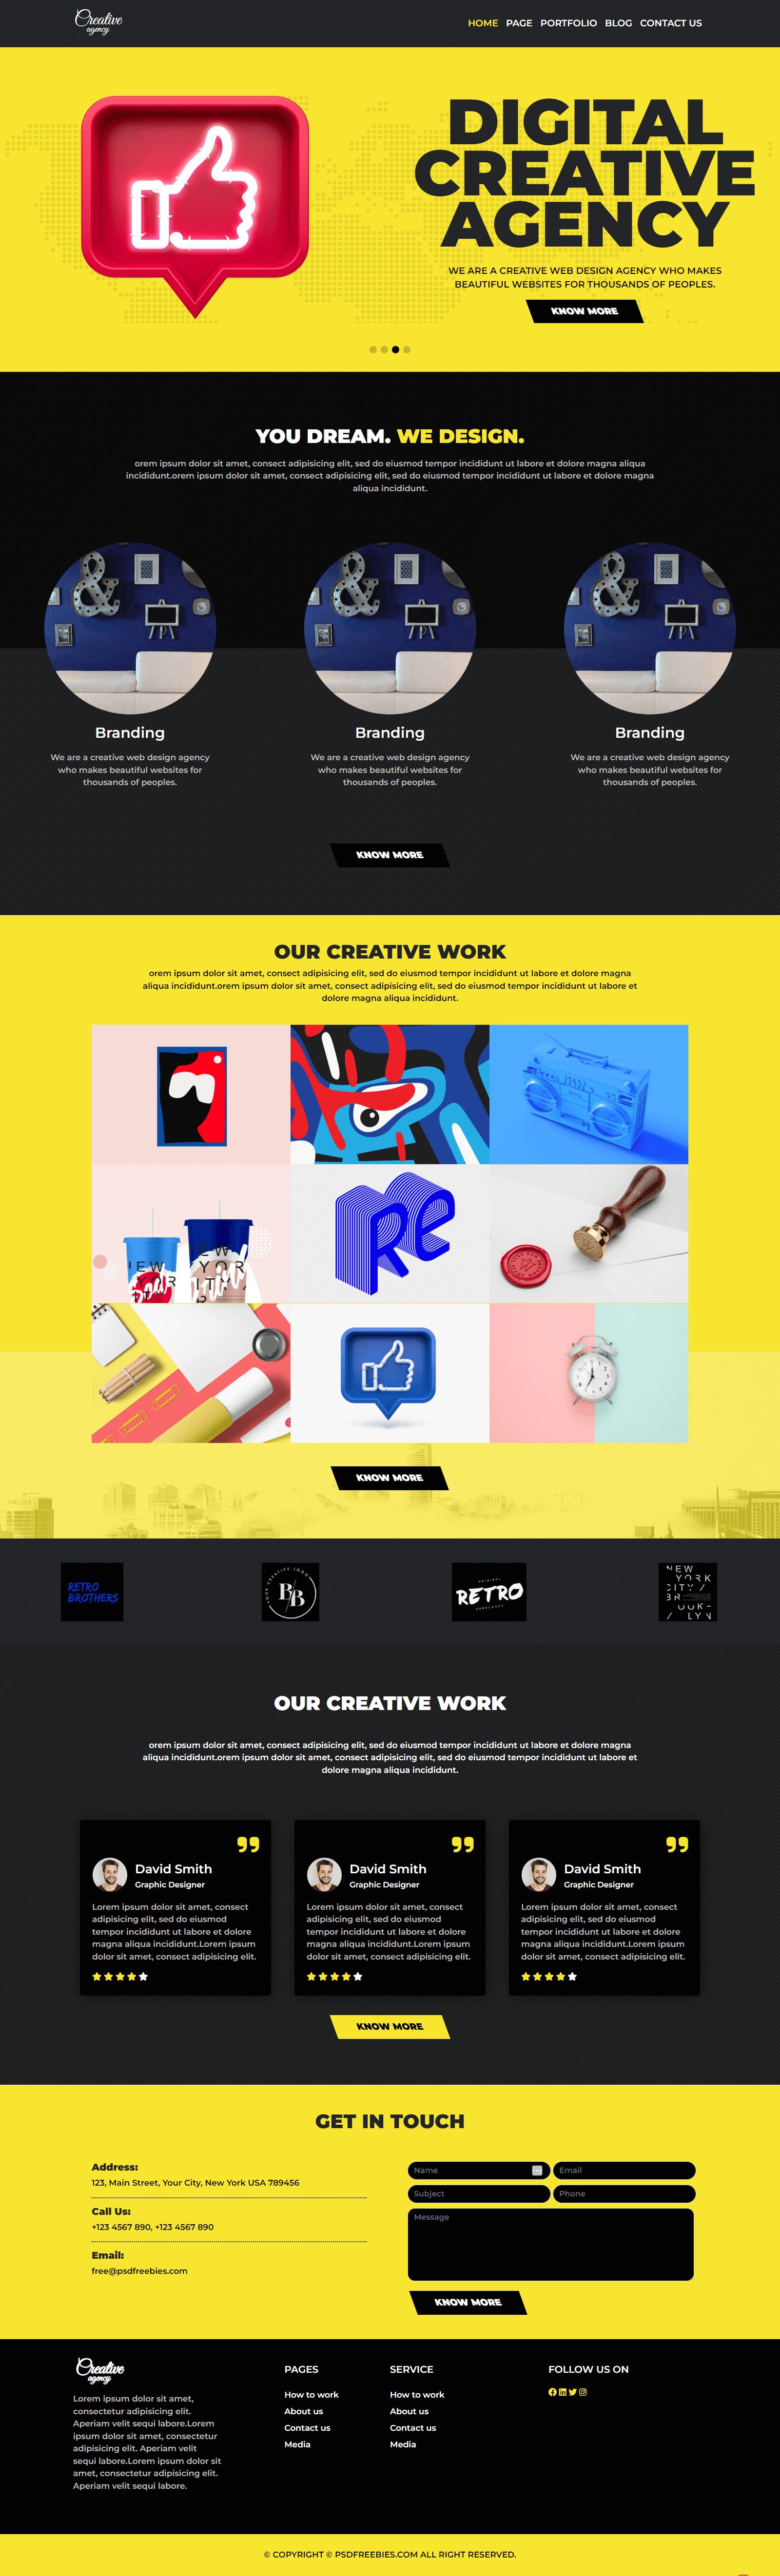 Creative
agency
HOME PAGE PORTFOLIO BLOG CONTACT US
DIGITAL
CREATIVE
AGENCY
WE ARE A CREATIVE WEB DESIGN AGENCY WHO MAKES
BEAUTIFUL WEBSITES FOR THOUSANDS OF PEOPLES.
KNOW MORE
YOU DREAM. WE DESIGN.
orem ipsum dolor sit amet, consect adipisicing elit, sed do eiusmod tempor incididunt ut labore et dolore magna aliqua
incididunt.orem ipsum dolor sit amet, consect adipisicing elit, sed do eiusmod tempor incididunt ut labore et dolore magna
aliqua incididunt.
&
&
&
Branding
Branding
Branding
We are a creative web design agency
who makes beautiful websites for
thousands of peoples.
We are a creative web design agency
who makes beautiful websites for
thousands of peoples.
We are a creative web design agency
who makes beautiful websites for
thousands of peoples.
KNOW MORE
OUR CREATIVE WORK
orem ipsum dolor sit amet, consect adipisicing elit, sed do eiusmod tempor incididunt ut labore et dolore magna
aliqua incididunt.orem ipsum dolor sit amet, consect adipisicing elit, sed do eiusmod tempor incididunt ut labore et
dolore magna aliqua incididunt.
Re
KNOW MORE
RETRO
BROTHERS
YOUR CREATIVE LOGO
B/B
ORIGINAL
RETRO
NEW
YORK
CITY /
BR
OOK-
/ LYN
OUR CREATIVE WORK
orem ipsum dolor sit amet, consect adipisicing elit, sed do eiusmod tempor incididunt ut labore et dolore magna
aliqua incididunt.orem ipsum dolor sit amet, consect adipisicing elit, sed do eiusmod tempor incididunt ut labore et
dolore magna aliqua incididunt.
David Smith
Graphic Designer
Lorem ipsum dolor sit amet, consect
adipisicing elit, sed do eiusmod
tempor incididunt ut labore et dolore
magna aliqua incididunt.Lorem ipsum
dolor sit amet, consect adipisicing elit.
David Smith
Graphic Designer
Lorem ipsum dolor sit amet, consect
adipisicing elit, sed do eiusmod
tempor incididunt ut labore et dolore
magna aliqua incididunt.Lorem ipsum
dolor sit amet, consect adipisicing elit.
David Smith
Graphic Designer
Lorem ipsum dolor sit amet, consect
adipisicing elit, sed do eiusmod
tempor incididunt ut labore et dolore
magna aliqua incididunt.Lorem ipsum
dolor sit amet, consect adipisicing elit.
KNOW MORE
GET IN TOUCH
Address:
123, Main Street, Your City, New York USA 789456
Call Us:
+123 4567 890, +123 4567 890
Email:
free@psdfreebies.com
Name
Email
Subject
Phone
Message
KNOW MORE
Creative
agency
Lorem ipsum dolor sit amet,
consectetur adipisicing elit.
Aperiam velit sequi labore.Lorem
ipsum dolor sit amet, consectetur
adipisicing elit. Aperiam velit
sequi labore.Lorem ipsum dolor sit
amet, consectetur adipisicing elit.
Aperiam velit sequi labore.
PAGES
How to work
About us
Contact us
Media
SERVICE
How to work
About us
Contact us
Media
FOLLOW US ON
© COPYRIGHT © PSDFREEBIES.COM ALL RIGHT RESERVED.